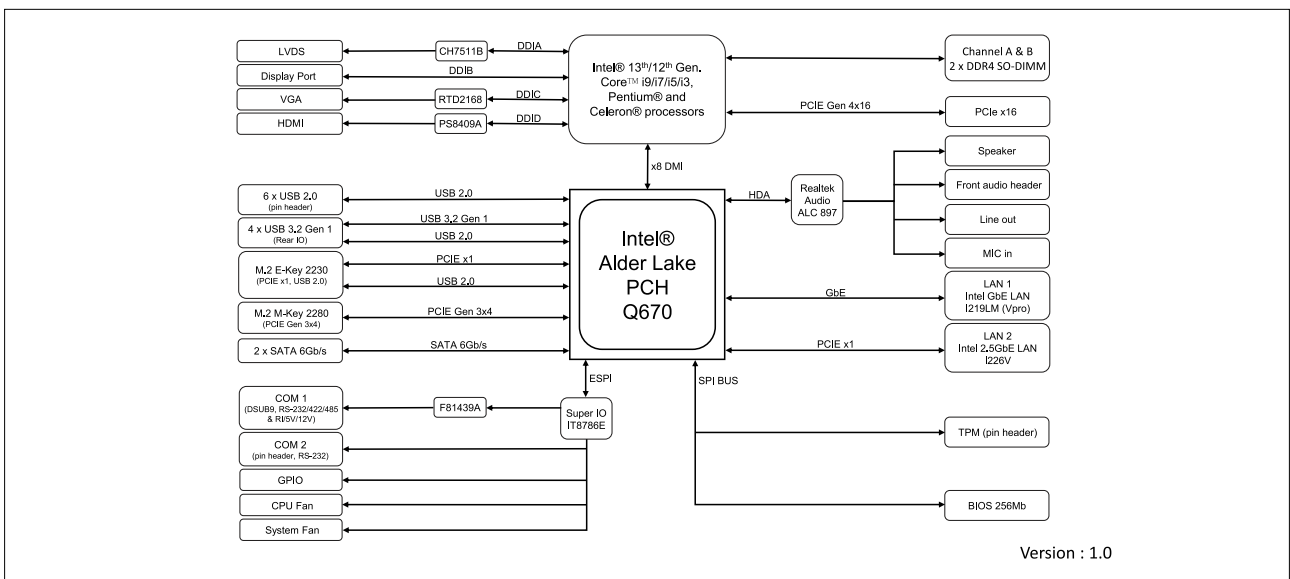 LVDS
CH7511B
DDIA
Display Port
DDIB
VGA
RTD2168
DDIC
HDMI
PS8409A
DDID
Intel® 13th/12th Gen.
Core™ i9/i7/i5/i3,
Pentium® and
Celeron® processors
Channel A & B
2 x DDR4 SO-DIMM
PCIE Gen 4x16
PCIe x16
x8 DMI
6 x USB 2.0
(pin header)
USB 2.0
4 x USB 3.2 Gen 1
(Rear IO)
USB 3.2 Gen 1
USB 2.0
M.2 E-Key 2230
(PCIE x1, USB 2.0)
PCIE x1
USB 2.0
M.2 M-Key 2280
(PCIE Gen 3x4)
PCIE Gen 3x4
2 x SATA 6Gb/s
SATA 6Gb/s
Intel®
Alder Lake
PCH
Q670
HDA
Realtek
Audio
ALC 897
Speaker
Front audio header
Line out
MIC in
GbE
LAN 1
Intel GbE LAN
I219LM (Vpro)
PCIE x1
LAN 2
Intel 2.5GbE LAN
I226V
ESPI
SPI BUS
COM 1
(DSUB9, RS-232/422/485
& RI/5V/12V)
F81439A
Super IO
IT8786E
COM 2
(pin header, RS-232)
GPIO
CPU Fan
System Fan
TPM (pin header)
BIOS 256Mb
Version : 1.0